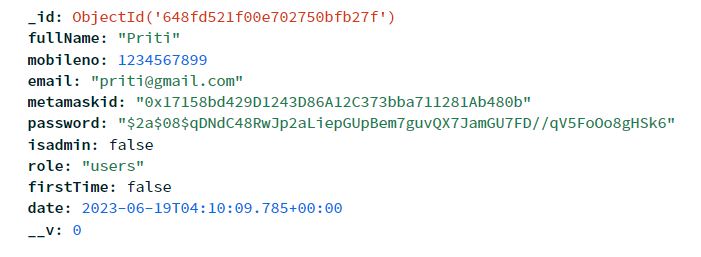 _id: ObjectId('648fd521f00e702750bfb27f')
fullName: "Priti"
mobileno: 1234567899
email: "priti@gmail.com"
metamaskid: "0x17158bd429D1243D86A12C373bba711281Ab480b"
password: "$2a$08$qDNdC48RwJp2aLiepGUpBem7guvQX7JamGU7FD//qV5FoOo8gHSk6"
isadmin: false
role: "users"
firstTime: false
date: 2023-06-19T04:10:09.785+00:00
__v: 0